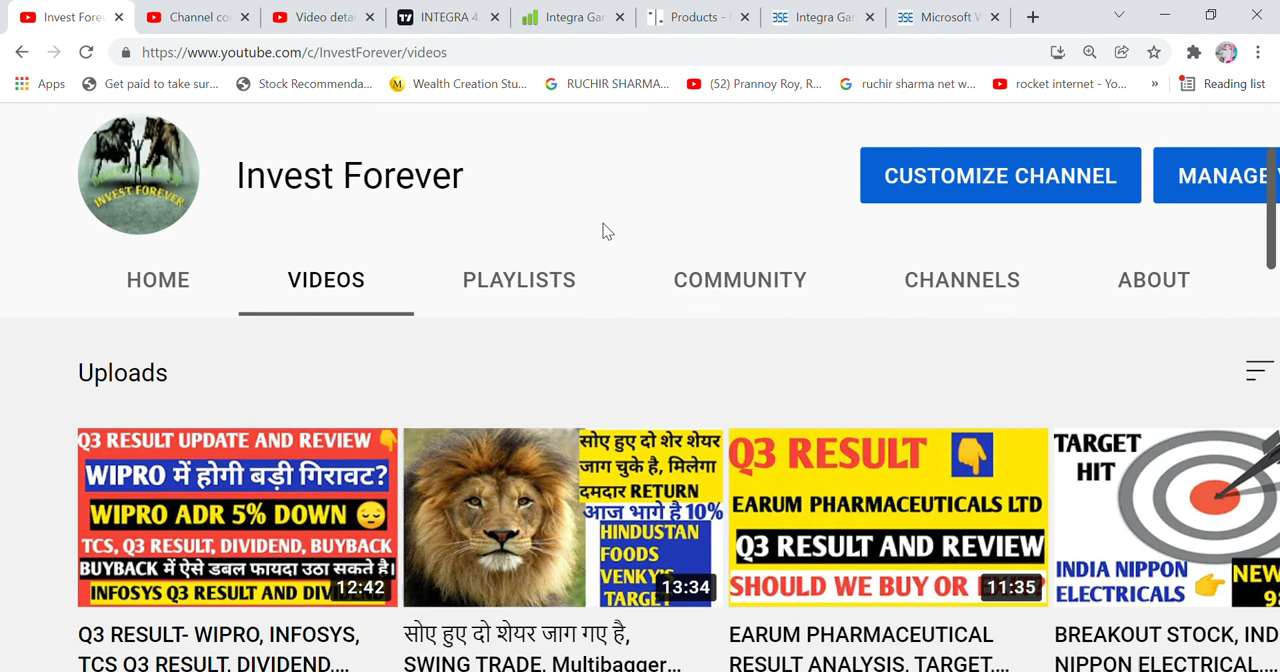 Invest Forev
Channel co
Video detai
INTEGRA 4
Integra Gar
Products -
Integra Gar
Microsoft W
https://www.youtube.com/c/InvestForever/videos
Apps
Get paid to take sur...
Stock Recommenda...
Wealth Creation Stu...
RUCHIR SHARMA...
(52) Prannoy Roy, R...
ruchir sharma net w...
rocket internet - Yo...
»
Reading list
INVEST FOREVER
Invest Forever
CUSTOMIZE CHANNEL
MANAGE
HOME
VIDEOS
PLAYLISTS
COMMUNITY
CHANNELS
ABOUT
Uploads
Q3 RESULT UPDATE AND REVIEW
WIPRO में होगी बड़ी गिरावट?
WIPRO ADR 5% DOWN
TCS, Q3 RESULT, DIVIDEND, BUYBACK
BUYBACK में ऐसे डबल फायदा उठा सकते है।
INFOSYS Q3 RESULT AND
12:42
सोए हुए दो शेर शेयर
जाग चुके है, मिलेगा
दमदार RETURN
आज भागे है 10%
HINDUSTAN
FOODS
VENKY'S
TARGET
13:34
Q3 RESULT
EARUM PHARMACEUTICALS LTD
Q3 RESULT AND REVIEW
SHOULD WE BUY OR
11:35
TARGET
HIT
INDIA NIPPON
ELECTRICALS
NEW
Q3 RESULT- WIPRO, INFOSYS,
TCS Q3 RESULT, DIVIDEND,...
सोए हुए दो शेयर जाग गए है,
SWING TRADE, Multibagger...
EARUM PHARMACEUTICAL
RESULT ANALYSIS, TARGET,...
BREAKOUT STOCK, IND
NIPPON ELECTRICAL,